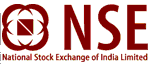 NSE
National Stock Exchange of India Limited